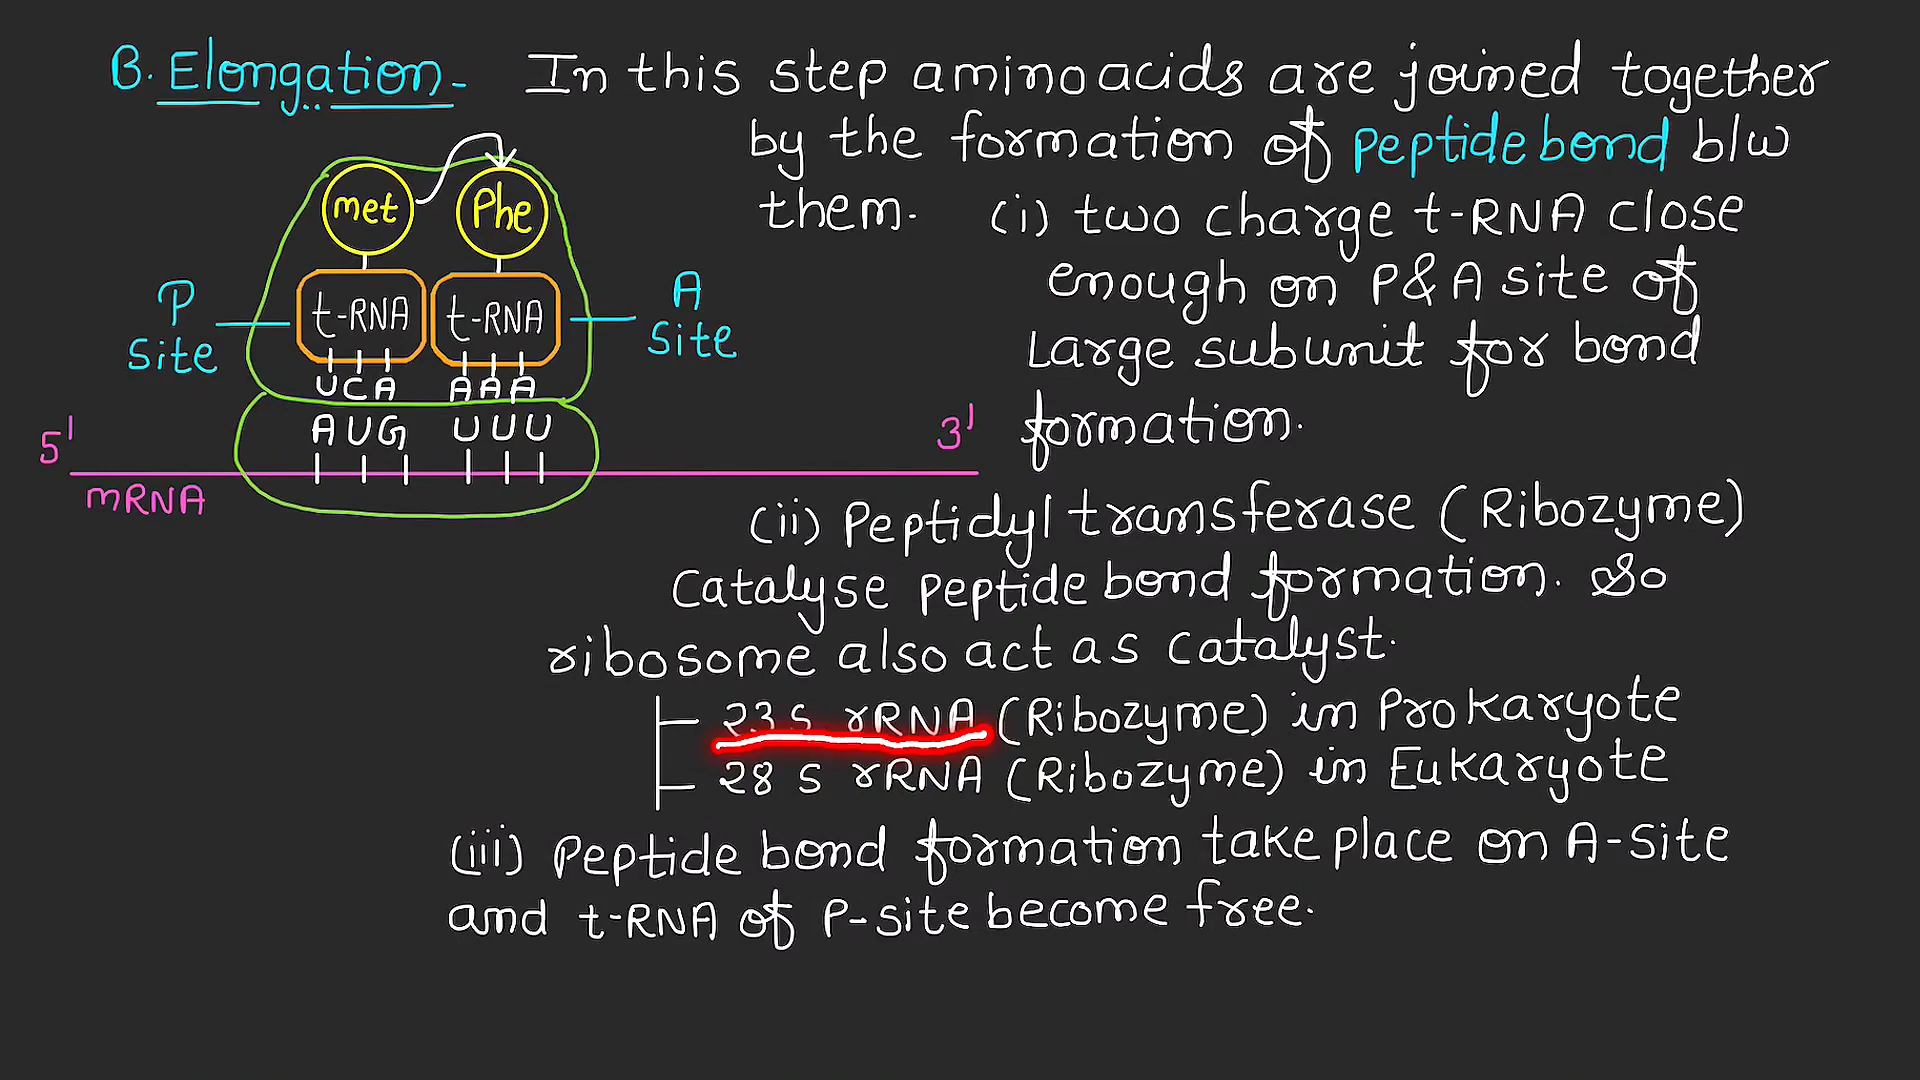 B. Elongation - In this step aminoacids are joined together
by the formation of peptide bond b/w
them. (i) two charge t-RNA close
enough on P & A site of
Large subunit for bond
formation.
met Phe
P site
t-RNA t-RNA
A site
UCA AAA
AUG UUU
5' 3'
mRNA
(ii) Peptidyl transferase (Ribozyme)
Catalyse peptide bond formation. So
ribosome also act as catalyst.
23 S rRNA (Ribozyme) in Prokaryote
28 S rRNA (Ribozyme) in Eukaryote
(iii) Peptide bond formation take place on A-site
and t-RNA of P-site become free.